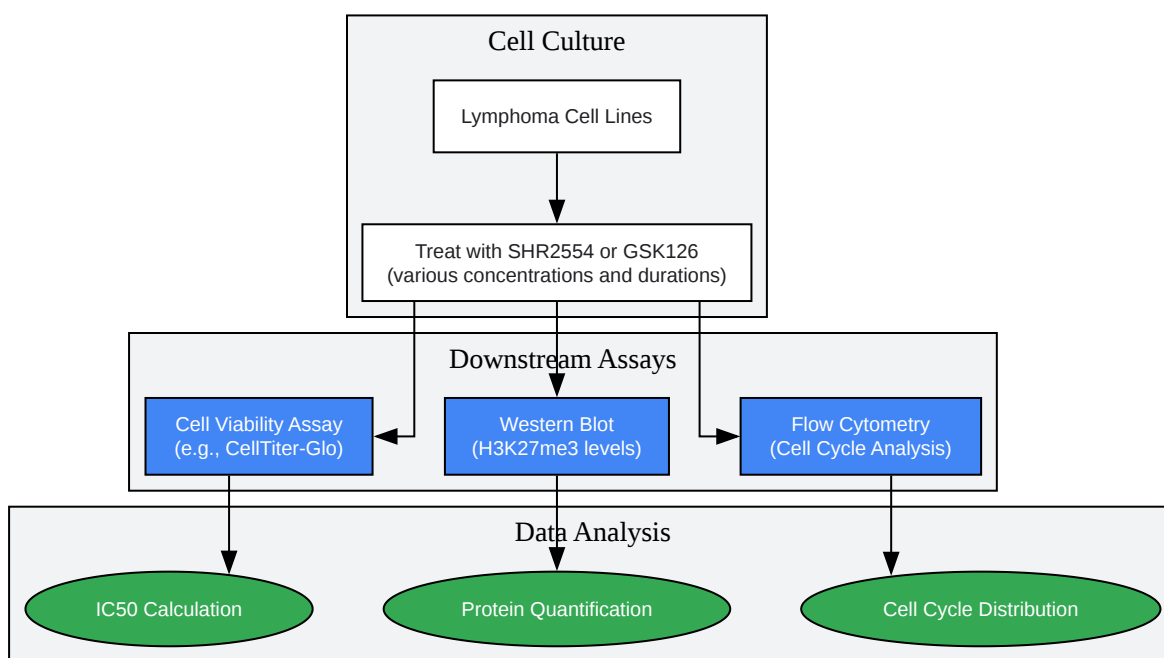 Cell Culture
Lymphoma Cell Lines
Treat with SHR2554 or GSK126
(various concentrations and durations)
Downstream Assays
Cell Viability Assay
(e.g., CellTiter-Glo)
Western Blot
(H3K27me3 levels)
Flow Cytometry
(Cell Cycle Analysis)
Data Analysis
IC50 Calculation
Protein Quantification
Cell Cycle Distribution